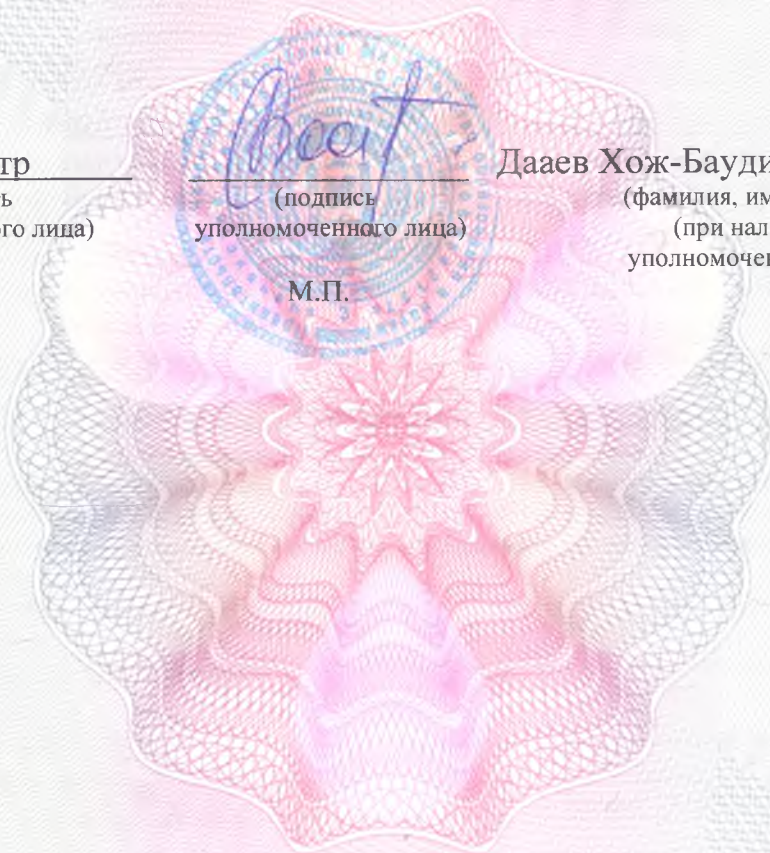 тр Дааев Хож-Бауди
ь (подпись (фамилия, им
го лица) уполномоченного лица) (при нал
М.П. уполномочен